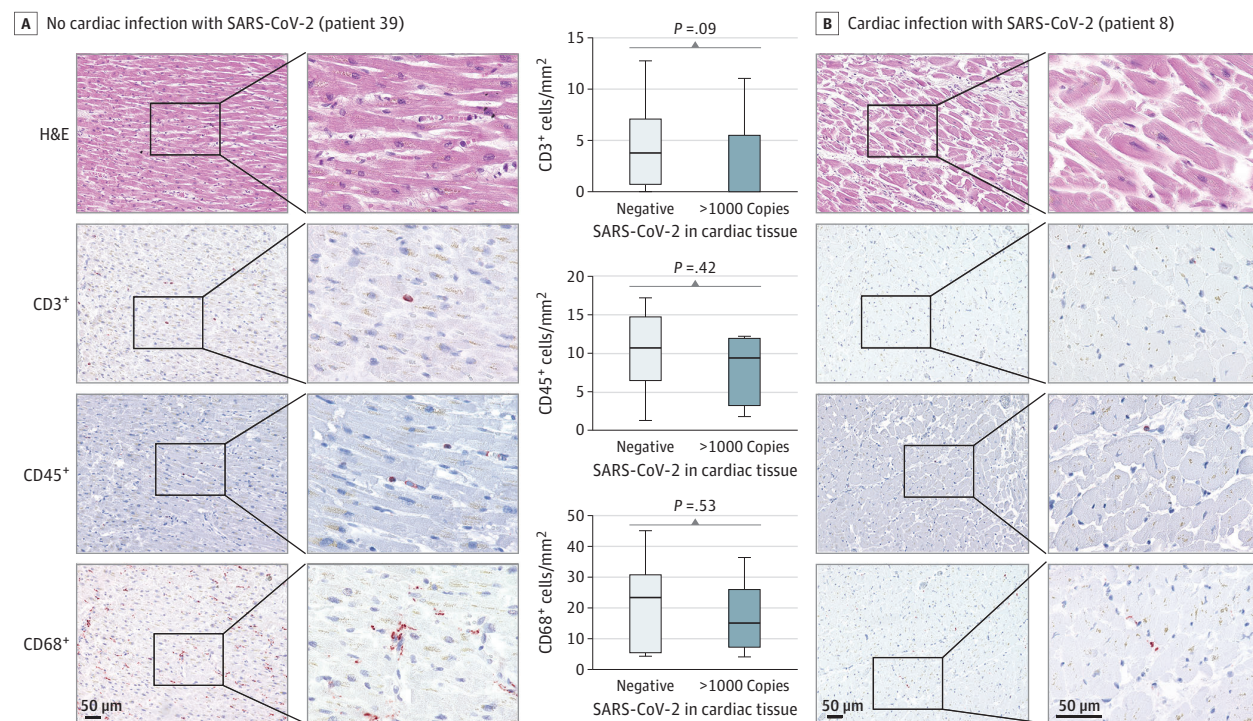 A No cardiac infection with SARS-CoV-2 (patient 39)
H&E
CD3+
CD45+
CD68+
50 μm
P =.09
CD3+ cells/mm2
15
10
5
0
Negative >1000 Copies
SARS-CoV-2 in cardiac tissue
P =.42
CD45+ cells/mm2
20
15
10
5
0
Negative >1000 Copies
SARS-CoV-2 in cardiac tissue
P =.53
CD68+ cells/mm2
50
40
30
20
10
0
Negative >1000 Copies
SARS-CoV-2 in cardiac tissue
B Cardiac infection with SARS-CoV-2 (patient 8)
50 μm
50 μm